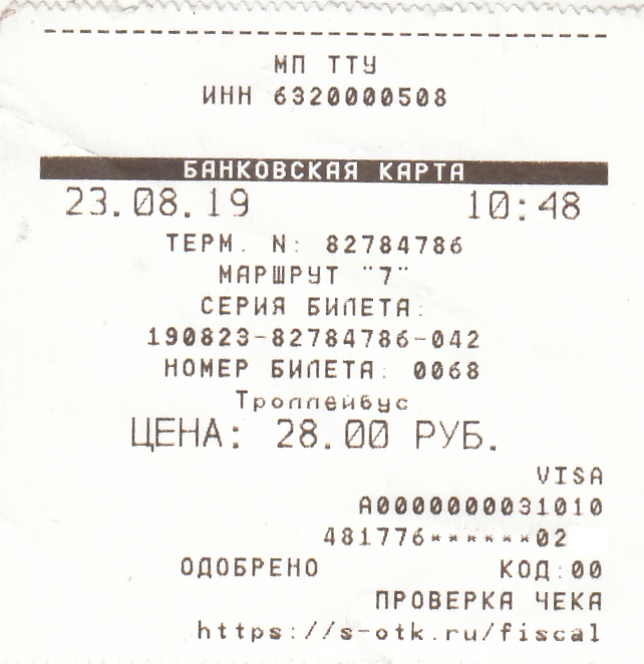 МП ТТУ
ИНН 6320000508
БАНКОВСКАЯ КАРТА
23.08.19 10:48
ТЕРМ. N: 82784786
МАРШРУТ "7"
СЕРИЯ БИЛЕТА:
190823-82784786-042
НОМЕР БИЛЕТА: 0068
Троллейбус
ЦЕНА: 28.00 РУБ.
VISA
A0000000031010
481776******02
ОДОБРЕНО КОД:00
ПРОВЕРКА ЧЕКА
https://s-otk.ru/fiscal